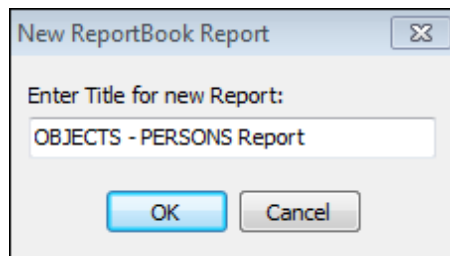 New ReportBook Report
Enter Title for new Report:
OBJECTS - PERSONS Report
OK Cancel